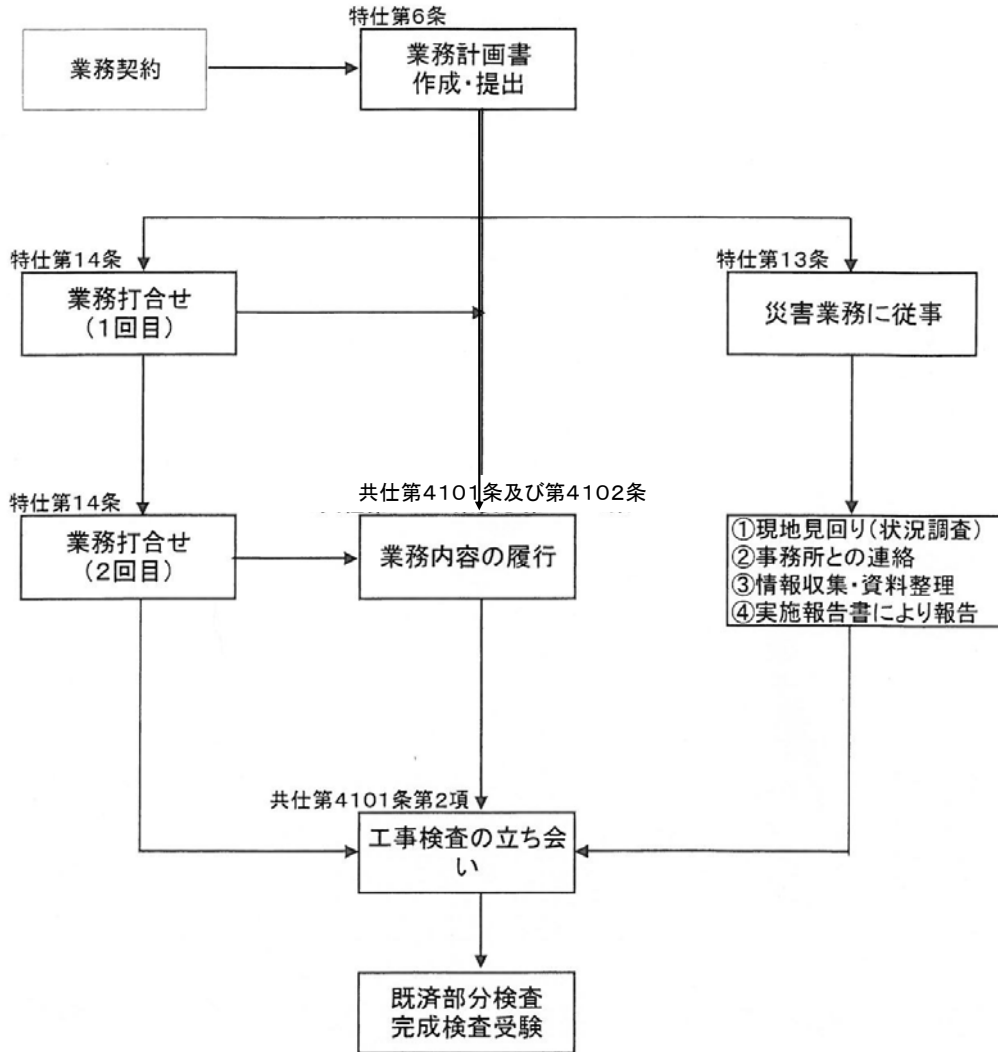 特仕第6条
業務契約
業務計画書
作成・提出
特仕第14条
業務打合せ
(1回目)
特仕第13条
災害業務に従事
特仕第14条
業務打合せ
(2回目)
共仕第4101条及び第4102条
業務内容の履行
①現地見回り(状況調査)
②事務所との連絡
③情報収集・資料整理
④実施報告書により報告
共仕第4101条第2項
工事検査の立ち会
い
既済部分検査
完成検査受験